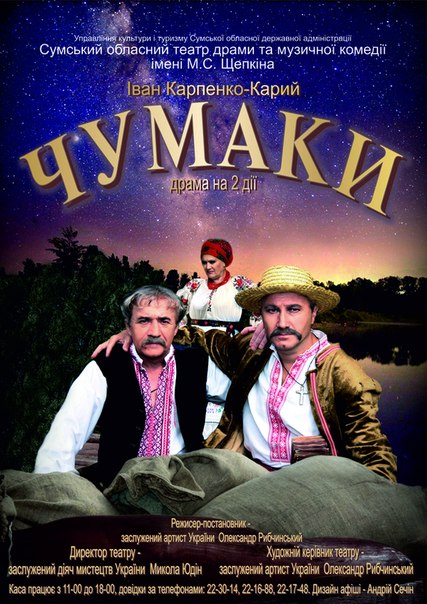 Управління культури і туризму Сумської обласної державної адміністрації
Сумський обласний театр драми та музичної комедії
імені М.С. Щепкіна
Іван Карпенко-Карий
ЧУМАКИ
драма на 2 дії
Режисер-постановник -
заслужений артист України Олександр Рибчинський
Директор театру -
заслужений діяч мистецтв України Микола Юдін
Художній керівник театру -
заслужений артист України Олександр Рибчинський
Каса працює з 11-00 до 18-00, довідки за телефонами: 22-30-14, 22-16-88, 22-17-48. Дизайн афіші - Андрій Сечін